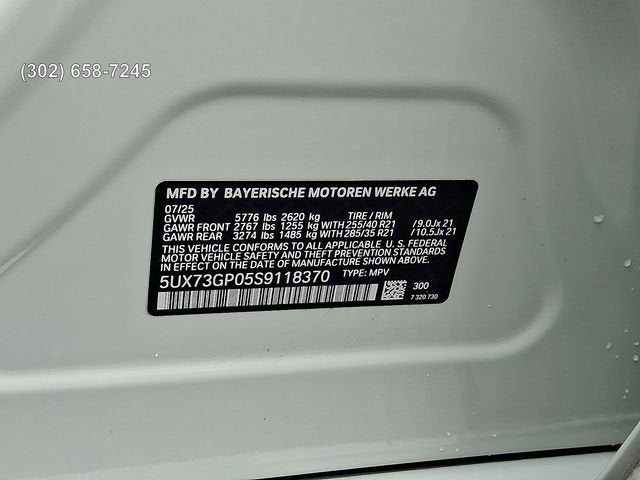 (302) 658-7245
MFD BY BAYERISCHE MOTOREN WERKE AG
07/25
GVWR 5776 lbs 2620 kg TIRE / RIM
GAWR FRONT 2767 lbs 1255 kg WITH 255/40 R21 /9.0Jx 21
GAWR REAR 3274 lbs 1485 kg WITH 285/35 R21 /10.5Jx 21
THIS VEHICLE CONFORMS TO ALL APPLICABLE U.S. FEDERAL
MOTOR VEHICLE SAFETY AND THEFT PREVENTION STANDARDS
IN EFFECT ON THE DATE OF MANUFACTURE SHOWN ABOVE.
5UX73GP05S9118370 TYPE: MPV
300
7 320 730